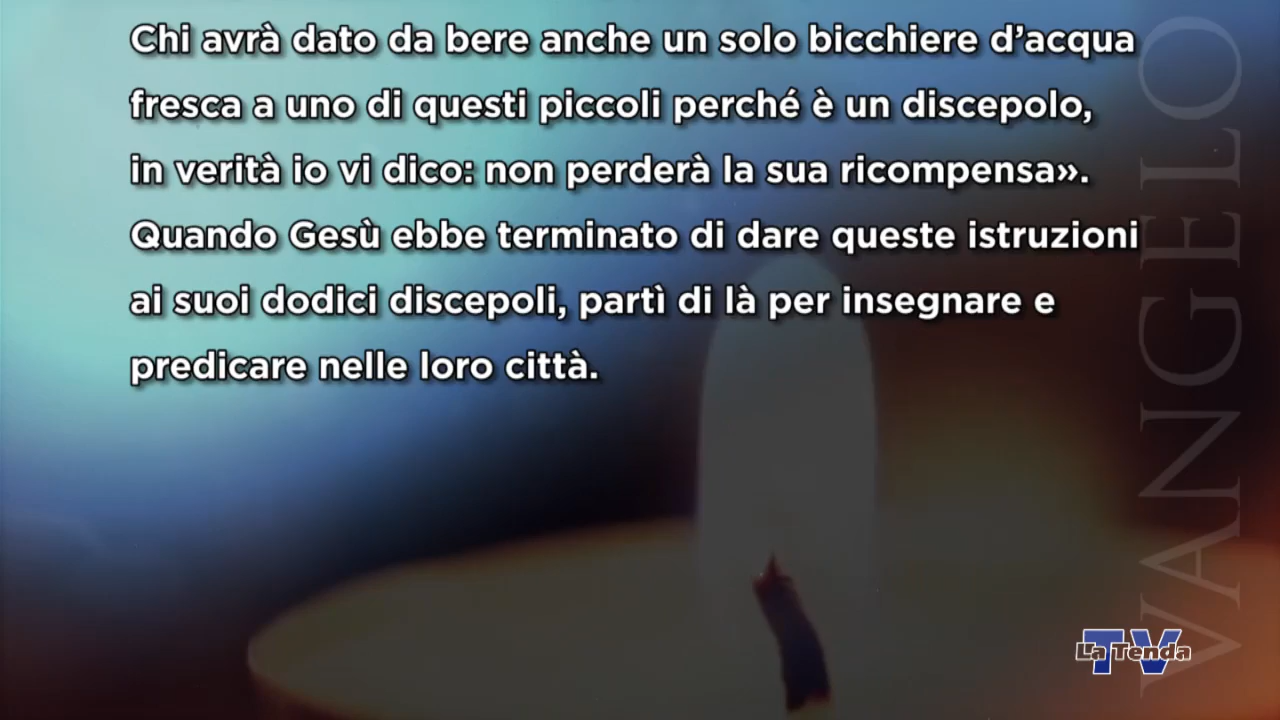 Chi avrà dato da bere anche un solo bicchiere d’acqua
fresca a uno di questi piccoli perché è un discepolo,
in verità io vi dico: non perderà la sua ricompensa».
Quando Gesù ebbe terminato di dare queste istruzioni
ai suoi dodici discepoli, partì di là per insegnare e
predicare nelle loro città.
VANGELO
TV
La Tenda